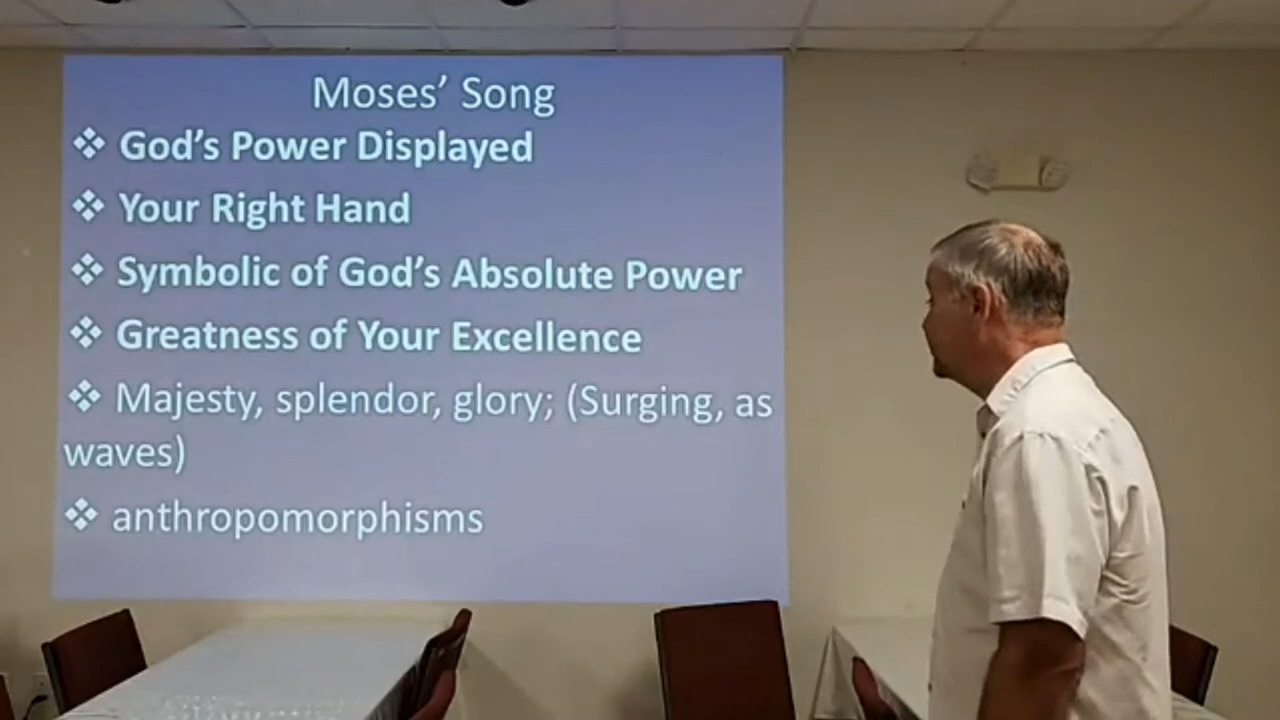 Moses’ Song
❖ God’s Power Displayed
❖ Your Right Hand
❖ Symbolic of God’s Absolute Power
❖ Greatness of Your Excellence
❖ Majesty, splendor, glory; (Surging, as
waves)
❖ anthropomorphisms